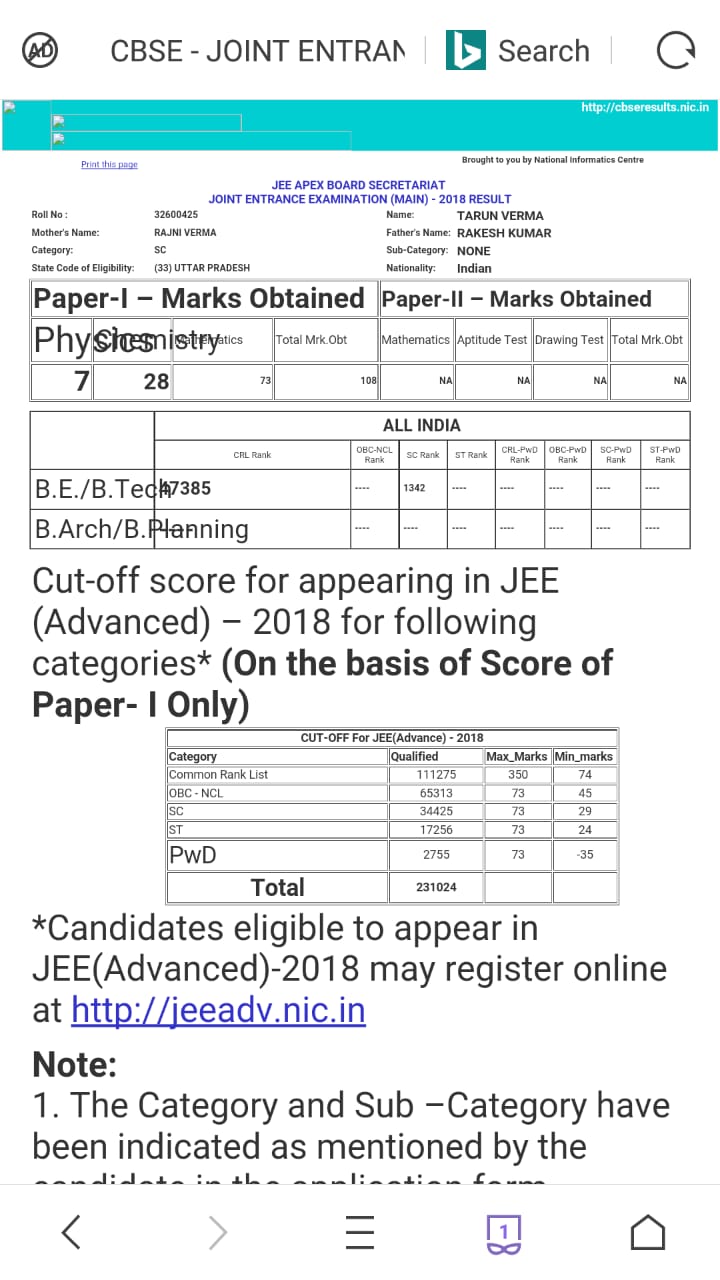 CBSE - JOINT ENTRAN
Search
http://cbseresults.nic.in
Print this page
Brought to you by National Informatics Centre
JEE APEX BOARD SECRETARIAT
JOINT ENTRANCE EXAMINATION (MAIN) - 2018 RESULT
Roll No : 32600425 Name: TARUN VERMA
Mother's Name: RAJNI VERMA Father's Name: RAKESH KUMAR
Category: SC Sub-Category: NONE
State Code of Eligibility: (33) UTTAR PRADESH Nationality: Indian
Paper-I – Marks Obtained Paper-II – Marks Obtained
Physics Chemistry Mathematics Total Mrk.Obt Mathematics Aptitude Test Drawing Test Total Mrk.Obt
7 28 73 108 NA NA NA NA
ALL INDIA
CRL Rank OBC-NCL Rank SC Rank ST Rank CRL-PwD Rank OBC-PwD Rank SC-PwD Rank ST-PwD Rank
B.E./B.Tech 47385 ---- 1342 ---- ---- ---- ---- ----
B.Arch/B.Planning ---- ---- ---- ---- ---- ---- ---- ----
Cut-off score for appearing in JEE
(Advanced) – 2018 for following
categories* (On the basis of Score of
Paper- I Only)
CUT-OFF For JEE(Advance) - 2018
Category Qualified Max_Marks Min_marks
Common Rank List 111275 350 74
OBC - NCL 65313 73 45
SC 34425 73 29
ST 17256 73 24
PwD 2755 73 -35
Total 231024
*Candidates eligible to appear in
JEE(Advanced)-2018 may register online
at http://jeeadv.nic.in
Note:
1. The Category and Sub –Category have
been indicated as mentioned by the
candidate in the application form
1